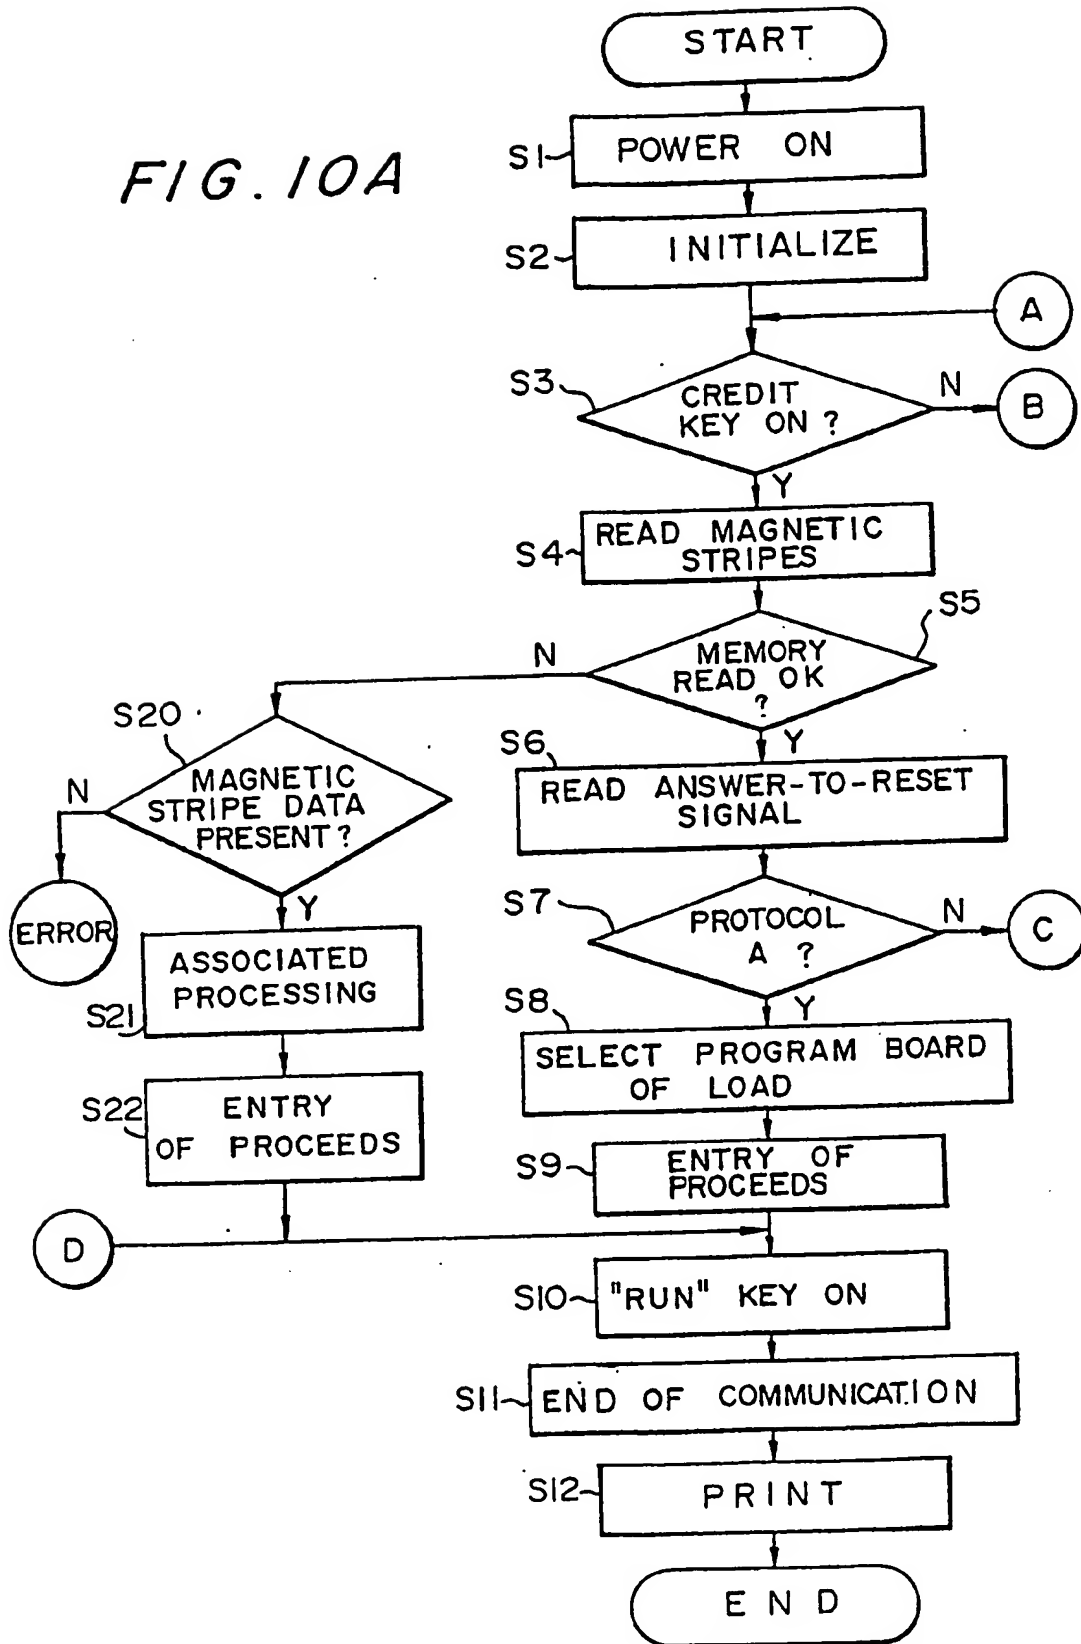 FIG. 10A
START
S1
POWER ON
S2
INITIALIZE
A
S3
CREDIT
KEY ON ?
N
B
Y
S4
READ MAGNETIC
STRIPES
S5
MEMORY
READ OK
?
N
Y
S20
MAGNETIC
STRIPE DATA
PRESENT ?
N
ERROR
Y
S6
READ ANSWER-TO-RESET
SIGNAL
S7
PROTOCOL
A ?
N
C
Y
S21
ASSOCIATED
PROCESSING
S8
SELECT PROGRAM BOARD
OF LOAD
S22
ENTRY
OF PROCEEDS
S9
ENTRY OF
PROCEEDS
D
S10
"RUN" KEY ON
S11
END OF COMMUNICATION
S12
PRINT
END